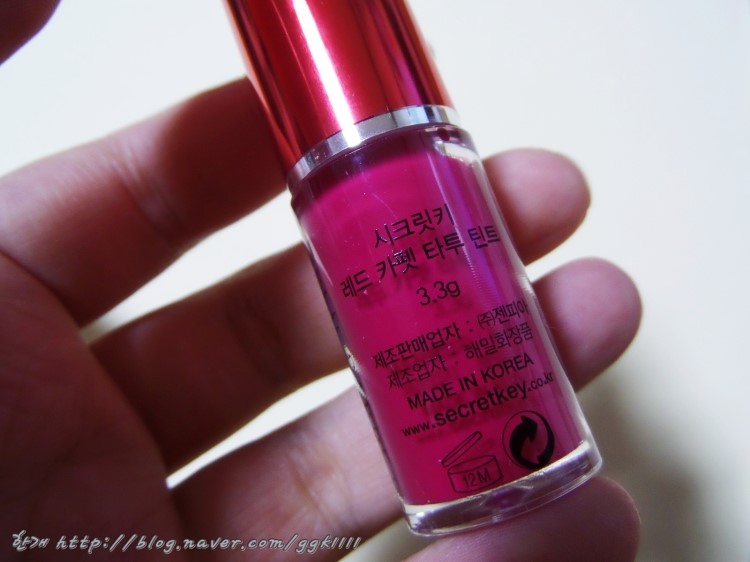 시크릿키
레드 카펫 타투 틴트
3.3g
제조판매업자 : ㈜젠피아
제조업자 : 해밀화장품
MADE IN KOREA
www.secretkey.co.kr
12M
한개 http://blog.naver.com/ggk1111